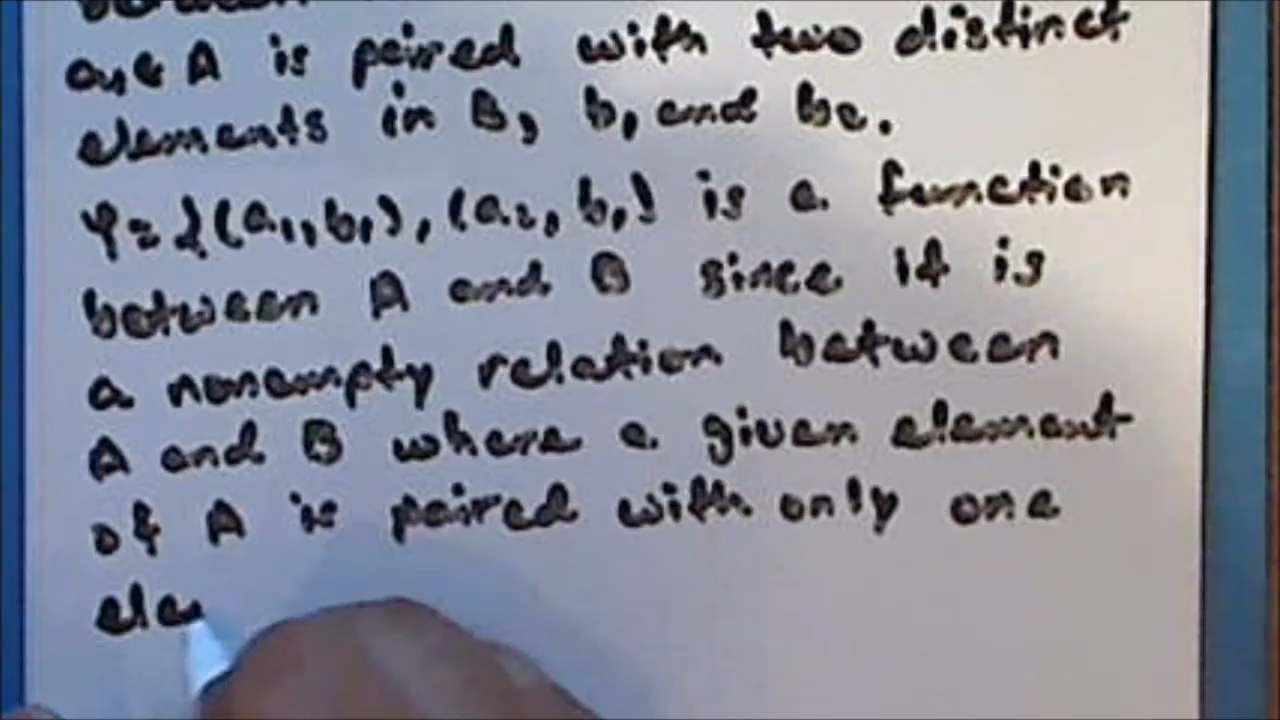 a₁∈ A is paired with two distinct
elements in B, b₁ and b₂.
φ={(a₁,b₁),(a₂,b₁) is a function
between A and B since it is
a nonempty relation between
A and B where a given element
of A is paired with only one
ele